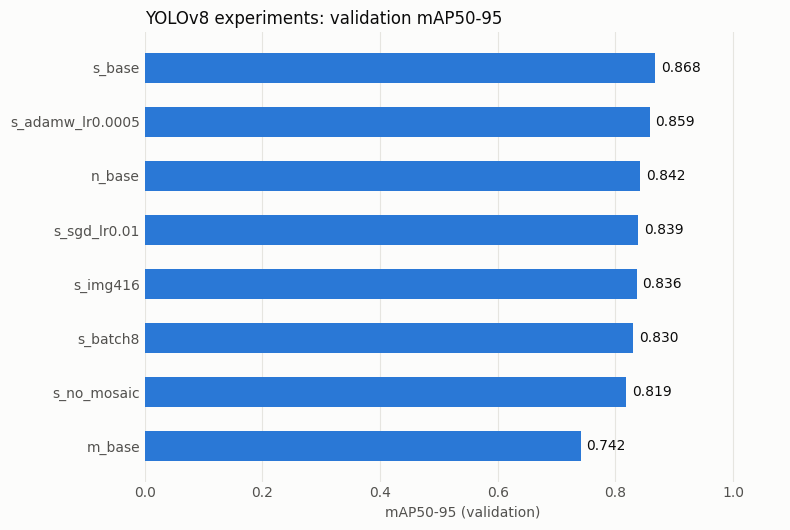 YOLOv8 experiments: validation mAP50-95
s_base 0.868
s_adamw_lr0.0005 0.859
n_base 0.842
s_sgd_lr0.01 0.839
s_img416 0.836
s_batch8 0.830
s_no_mosaic 0.819
m_base 0.742
0.0 0.2 0.4 0.6 0.8 1.0
mAP50-95 (validation)